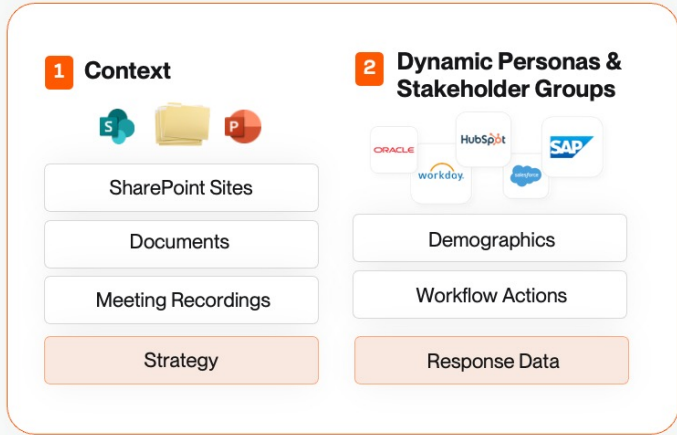 1 Context
S
P
SharePoint Sites
Documents
Meeting Recordings
Strategy
2 Dynamic Personas &
Stakeholder Groups
ORACLE
workday.
HubSpot
salesforce
SAP
Demographics
Workflow Actions
Response Data